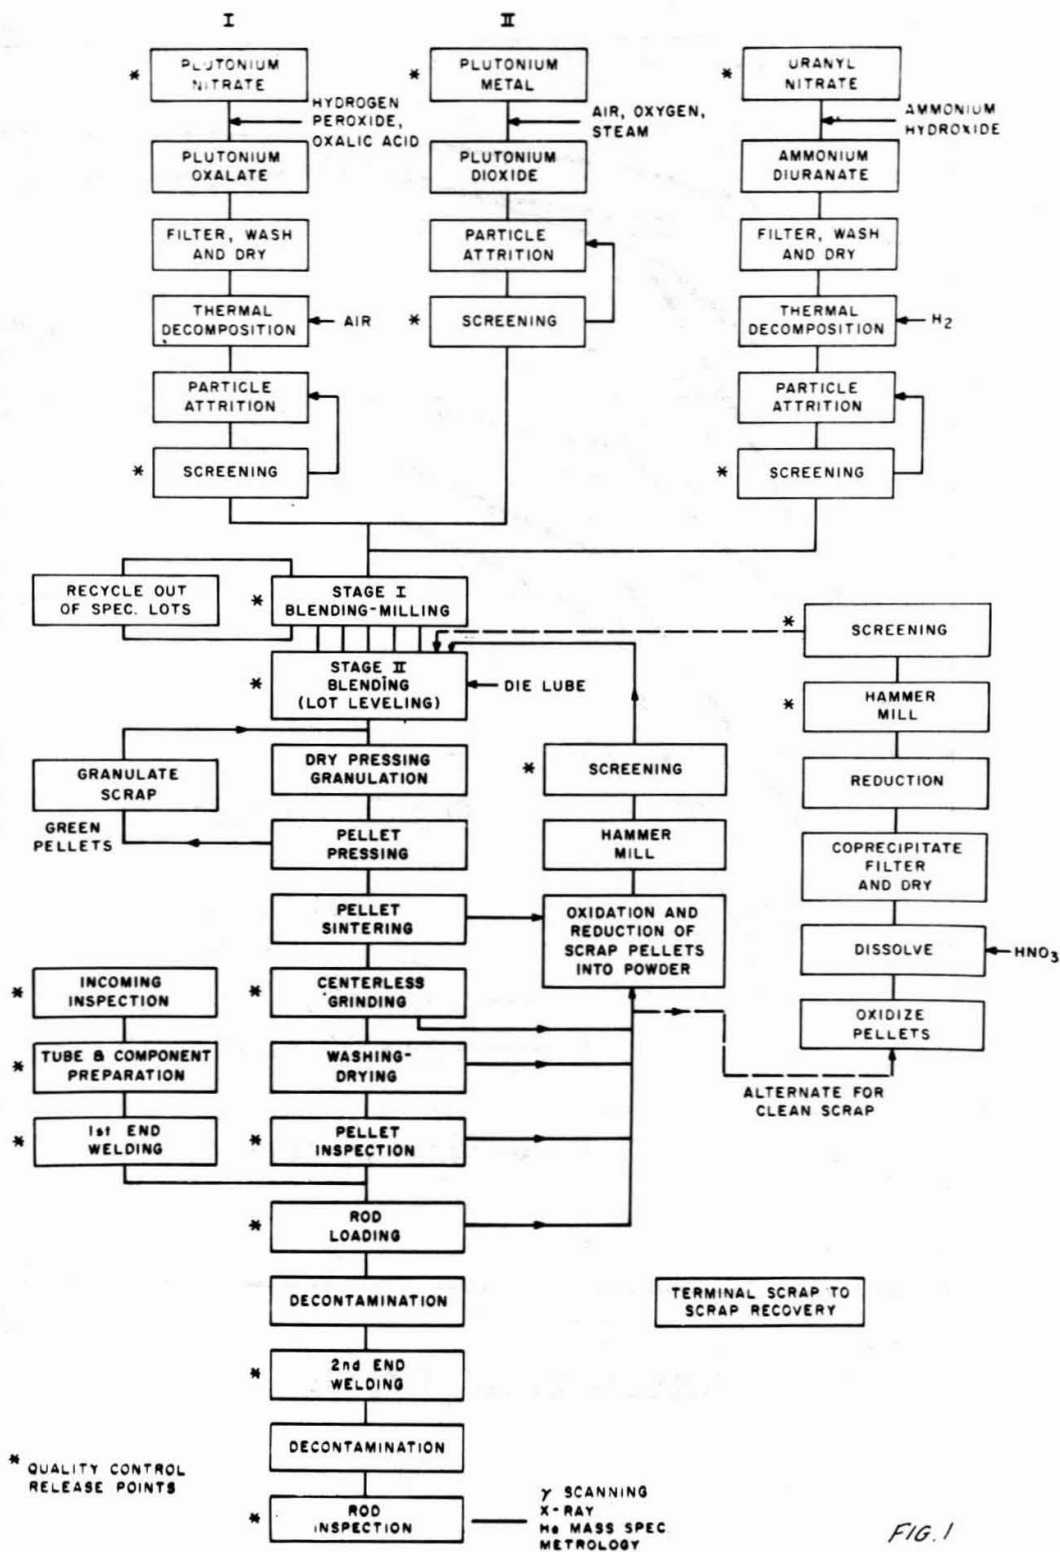 I
II
* PLUTONIUM
NITRATE
HYDROGEN
PEROXIDE,
OXALIC ACID
PLUTONIUM
OXALATE
FILTER, WASH
AND DRY
THERMAL
DECOMPOSITION
AIR
PARTICLE
ATTRITION
* SCREENING
* PLUTONIUM
METAL
AIR, OXYGEN,
STEAM
PLUTONIUM
DIOXIDE
PARTICLE
ATTRITION
* SCREENING
* URANYL
NITRATE
AMMONIUM
HYDROXIDE
AMMONIUM
DIURANATE
FILTER, WASH
AND DRY
THERMAL
DECOMPOSITION
H2
PARTICLE
ATTRITION
* SCREENING
RECYCLE OUT
OF SPEC. LOTS
* STAGE I
BLENDING-MILLING
* STAGE II
BLENDING
(LOT LEVELING)
DIE LUBE
GRANULATE
SCRAP
GREEN
PELLETS
DRY PRESSING
GRANULATION
PELLET
PRESSING
PELLET
SINTERING
* CENTERLESS
GRINDING
WASHING-
DRYING
* PELLET
INSPECTION
* INCOMING
INSPECTION
* TUBE & COMPONENT
PREPARATION
* 1st END
WELDING
* ROD
LOADING
DECONTAMINATION
* 2nd END
WELDING
DECONTAMINATION
* ROD
INSPECTION
γ SCANNING
X-RAY
He MASS SPEC
METROLOGY
* SCREENING
HAMMER
MILL
OXIDATION AND
REDUCTION OF
SCRAP PELLETS
INTO POWDER
* SCREENING
* HAMMER
MILL
REDUCTION
COPRECIPITATE
FILTER
AND DRY
DISSOLVE
HNO3
OXIDIZE
PELLETS
ALTERNATE FOR
CLEAN SCRAP
TERMINAL SCRAP TO
SCRAP RECOVERY
* QUALITY CONTROL
RELEASE POINTS
FIG. 1